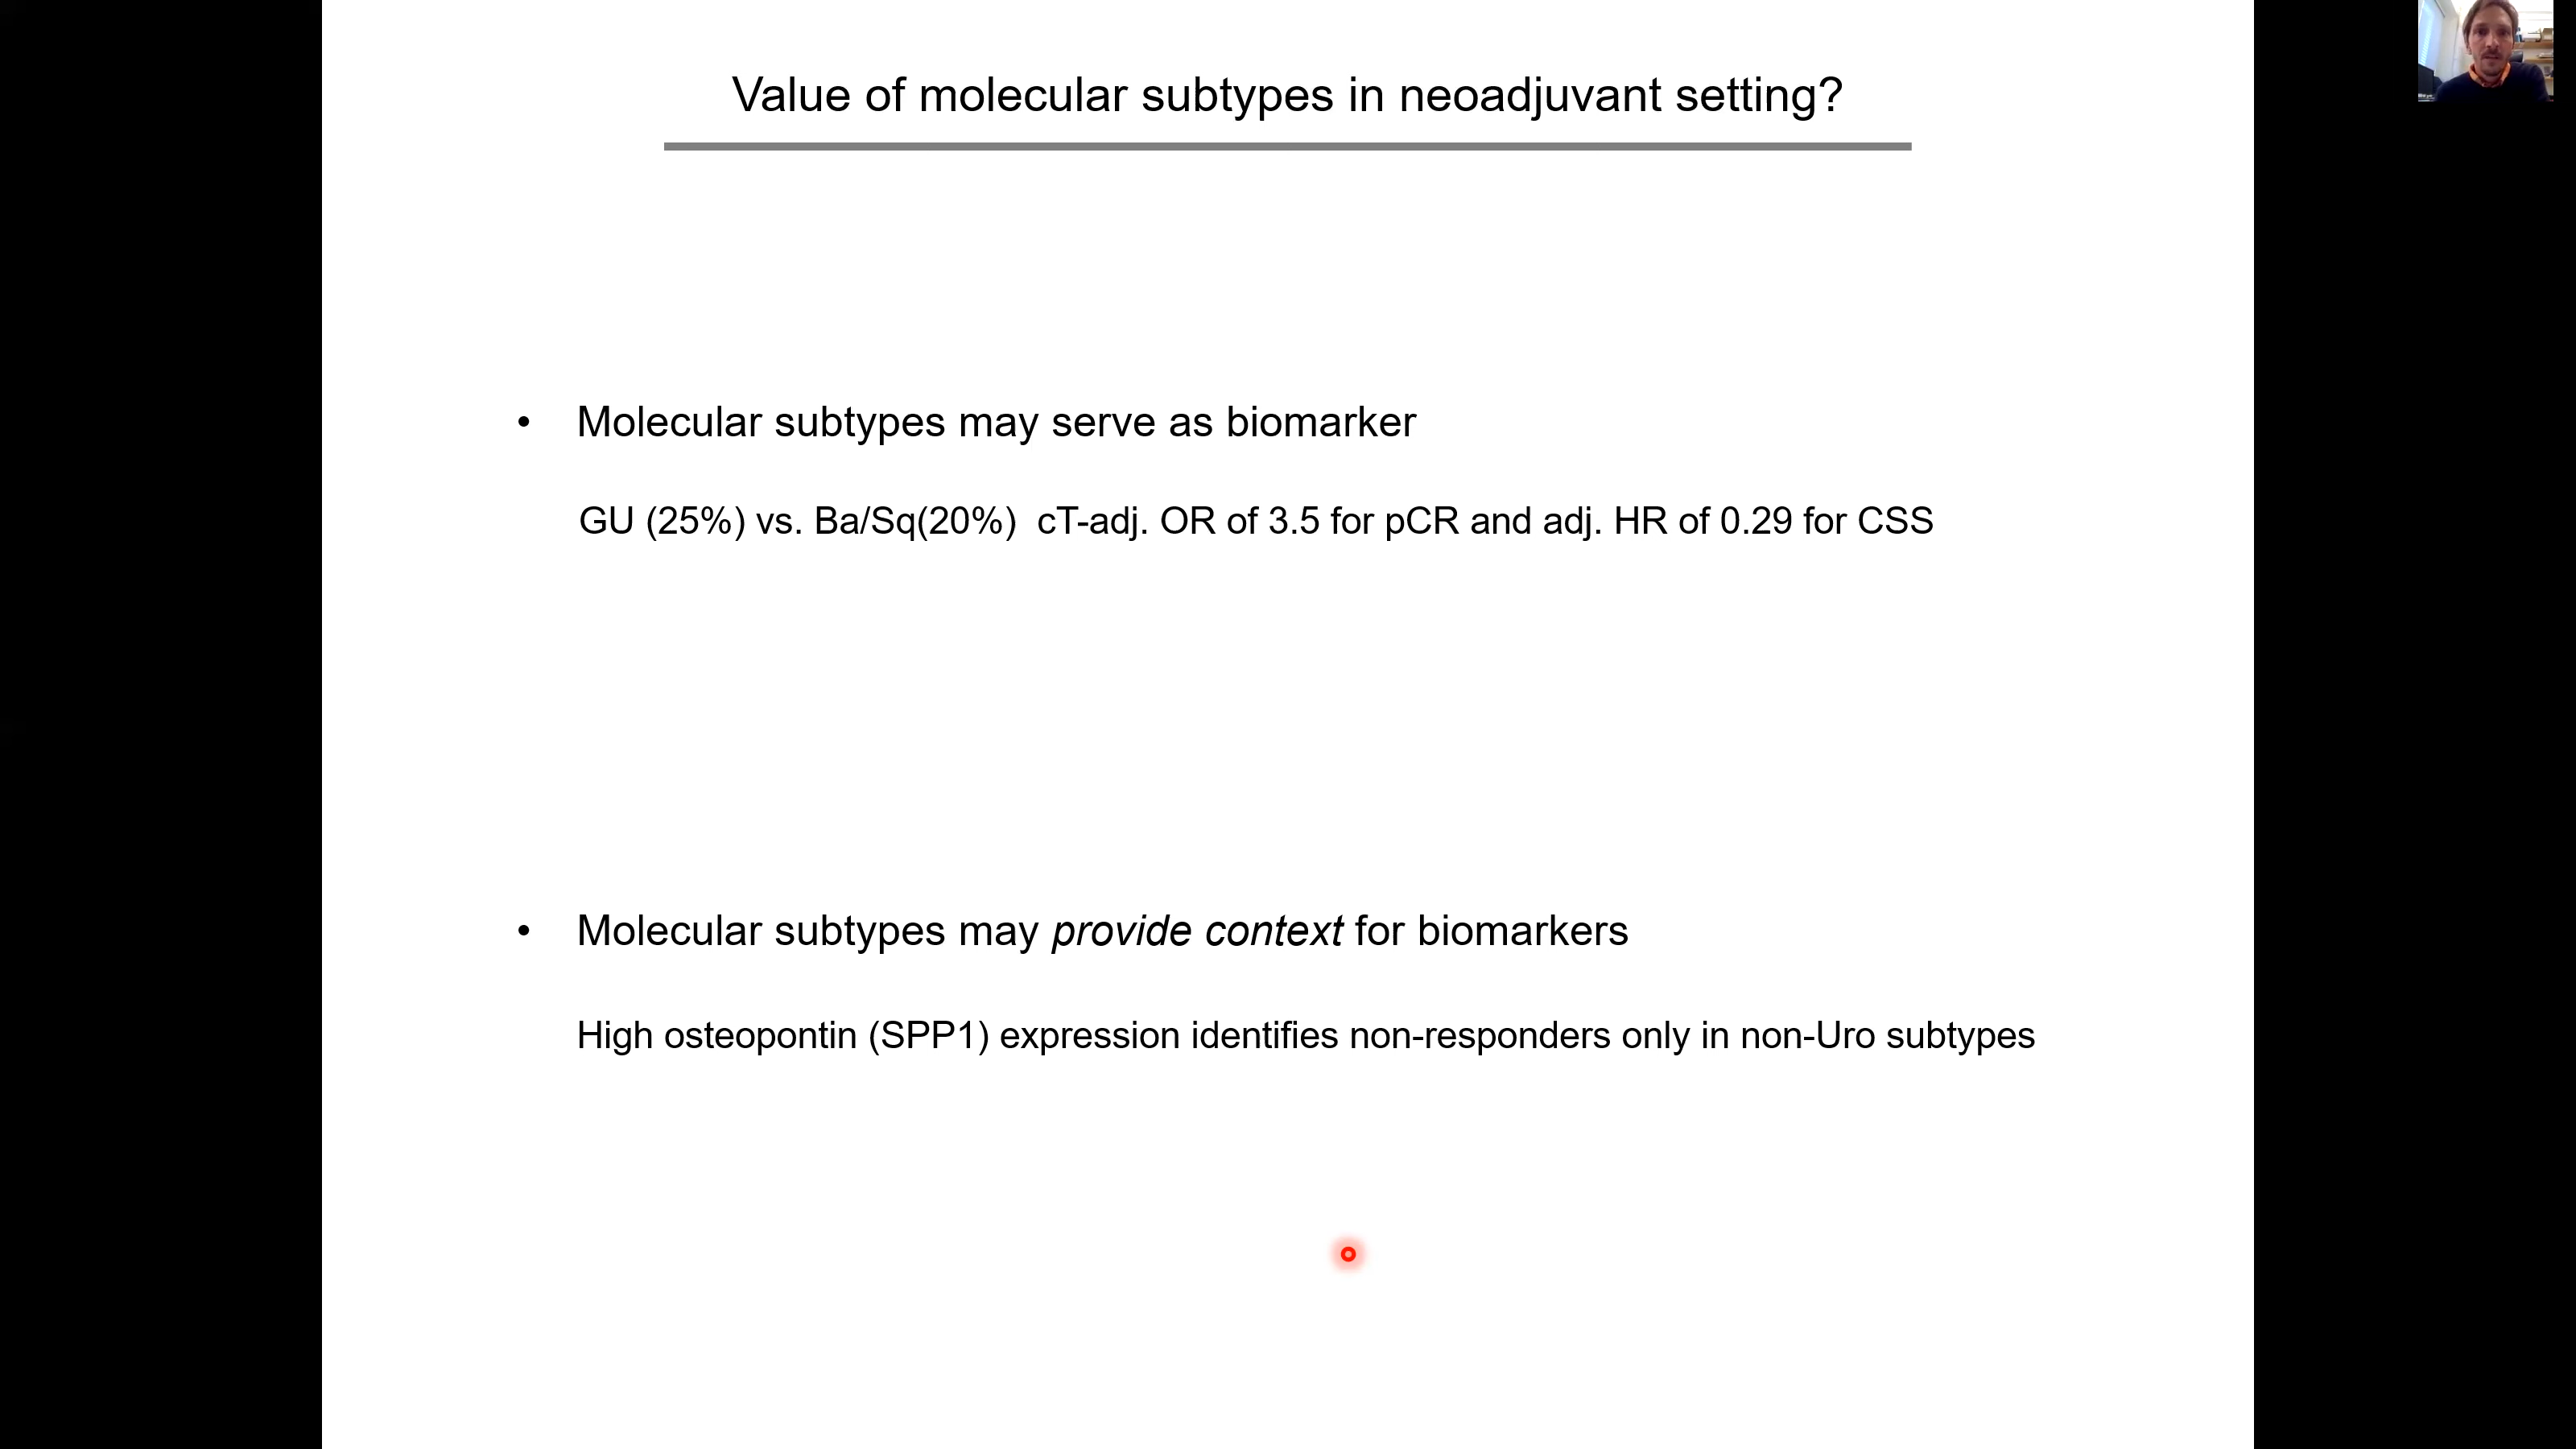 Value of molecular subtypes in neoadjuvant setting?
• Molecular subtypes may serve as biomarker
GU (25%) vs. Ba/Sq(20%) cT-adj. OR of 3.5 for pCR and adj. HR of 0.29 for CSS
• Molecular subtypes may provide context for biomarkers
High osteopontin (SPP1) expression identifies non-responders only in non-Uro subtypes